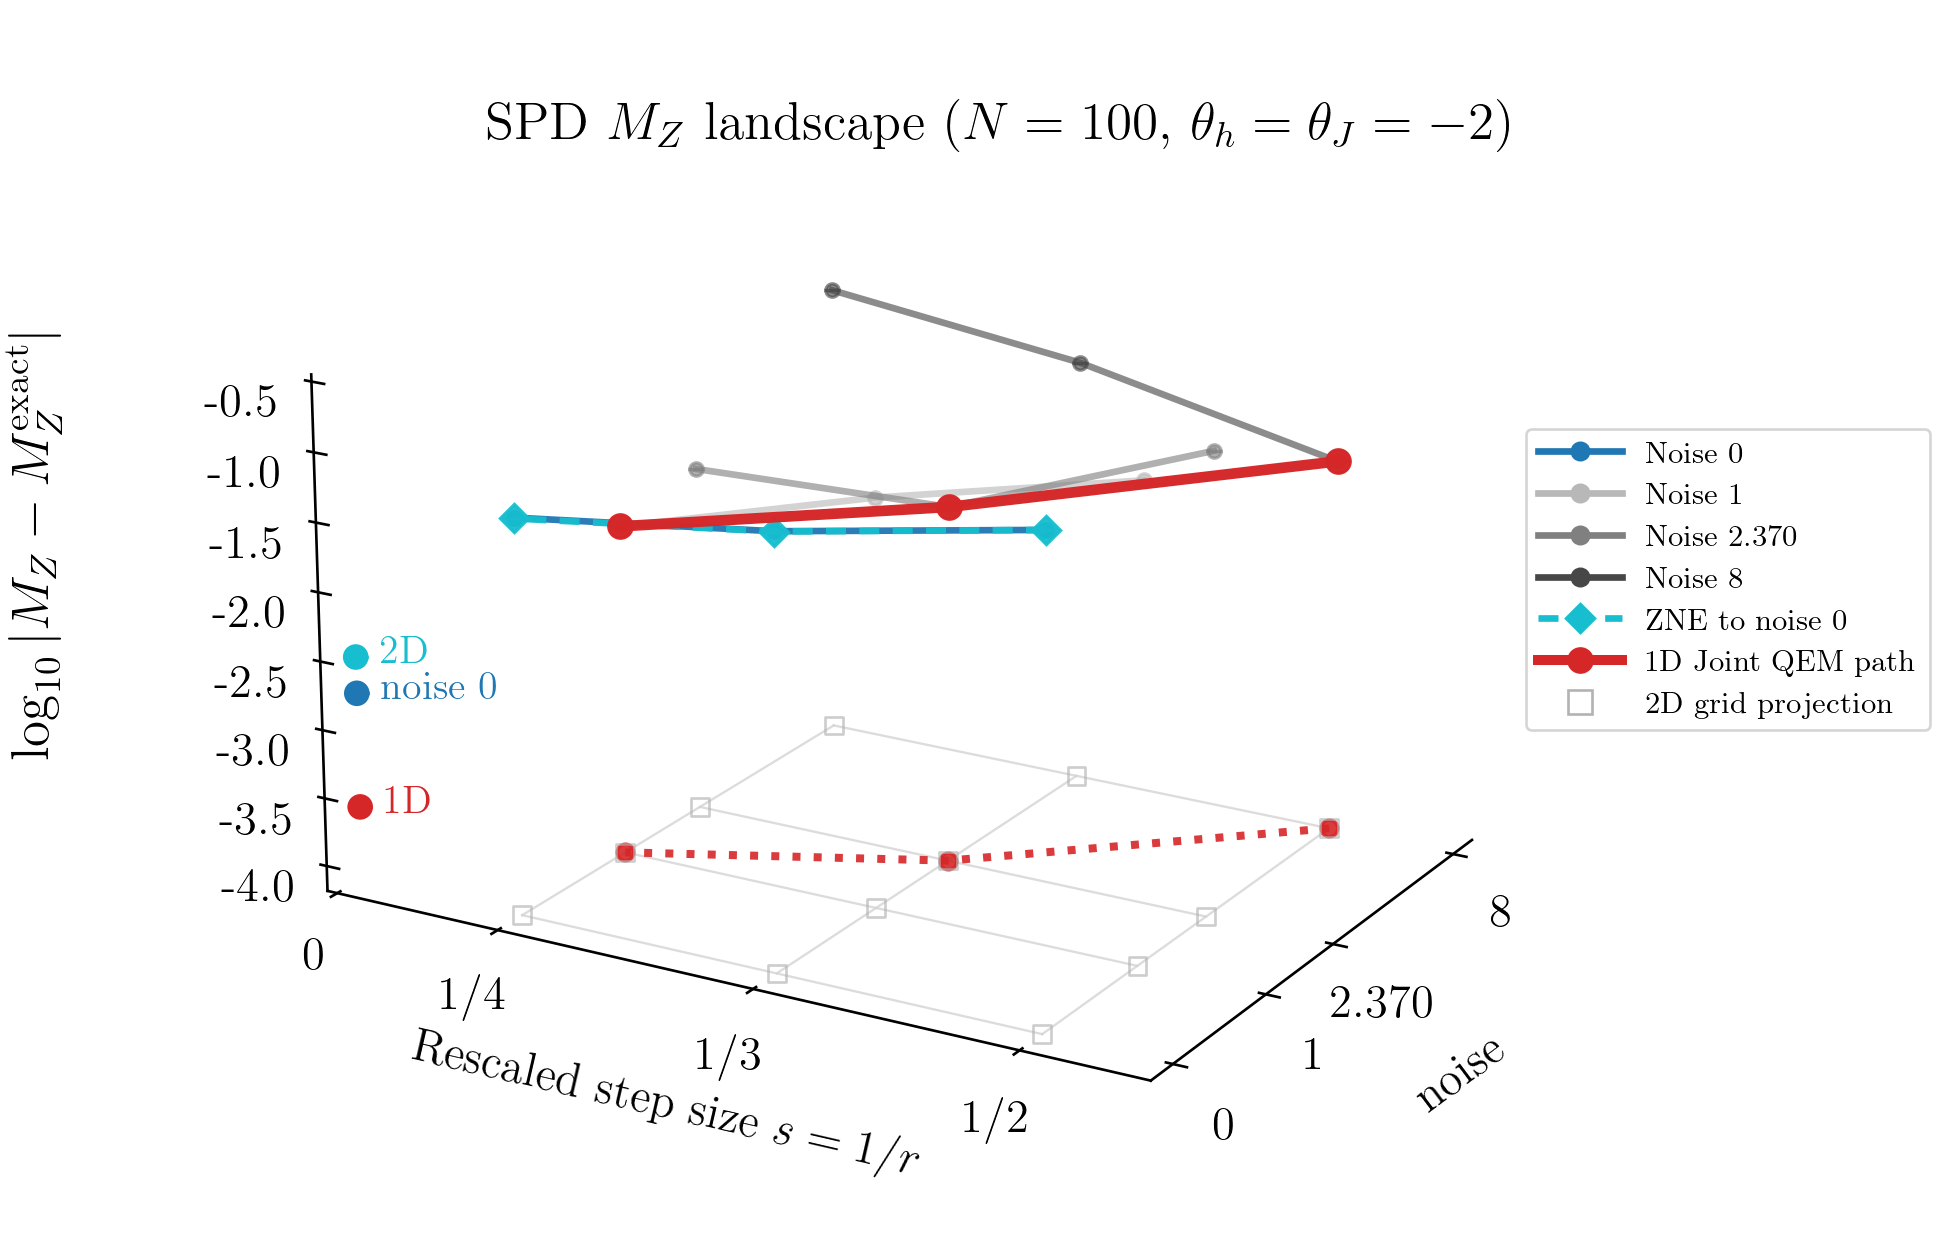 SPD $M_Z$ landscape ($N = 100$, $\theta_h = \theta_J = -2$)
$\log_{10}|M_Z - M_Z^{\mathrm{exact}}|$
-0.5
-1.0
-1.5
-2.0
-2.5
-3.0
-3.5
-4.0
2D
noise 0
1D
0
1/4
1/3
1/2
Rescaled step size $s = 1/r$
0
1
2.370
8
noise
Noise 0
Noise 1
Noise 2.370
Noise 8
ZNE to noise 0
1D Joint QEM path
2D grid projection